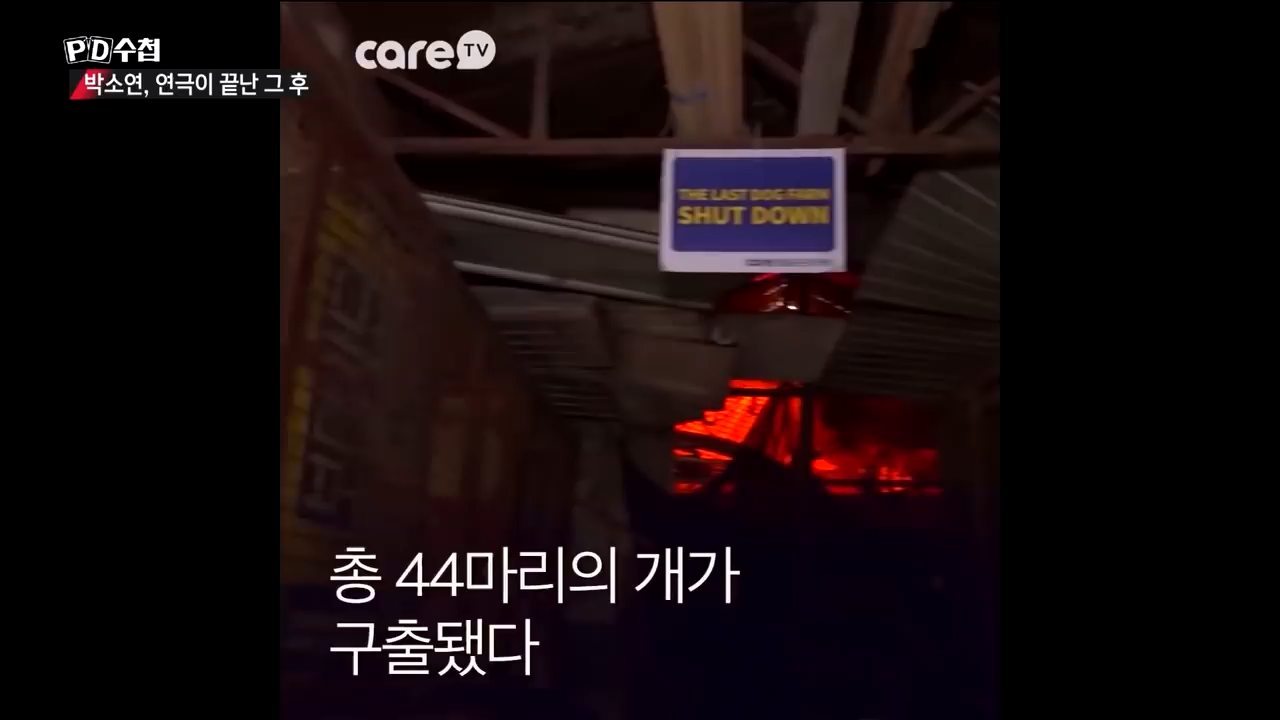 PD수첩
박소연, 연극이 끝난 그 후
care TV
THE LAST DOG FARM
SHUT DOWN
총 44마리의 개가
구출됐다